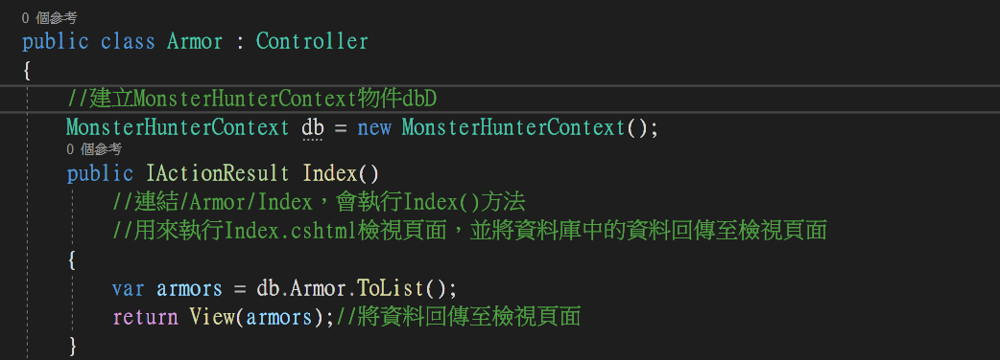 0 個參考
public class Armor : Controller
{
//建立MonsterHunterContext物件dbD
MonsterHunterContext db = new MonsterHunterContext();
0 個參考
public IActionResult Index()
//連結/Armor/Index，會執行Index()方法
//用來執行Index.cshtml檢視頁面，並將資料庫中的資料回傳至檢視頁面
{
var armors = db.Armor.ToList();
return View(armors);//將資料回傳至檢視頁面
}